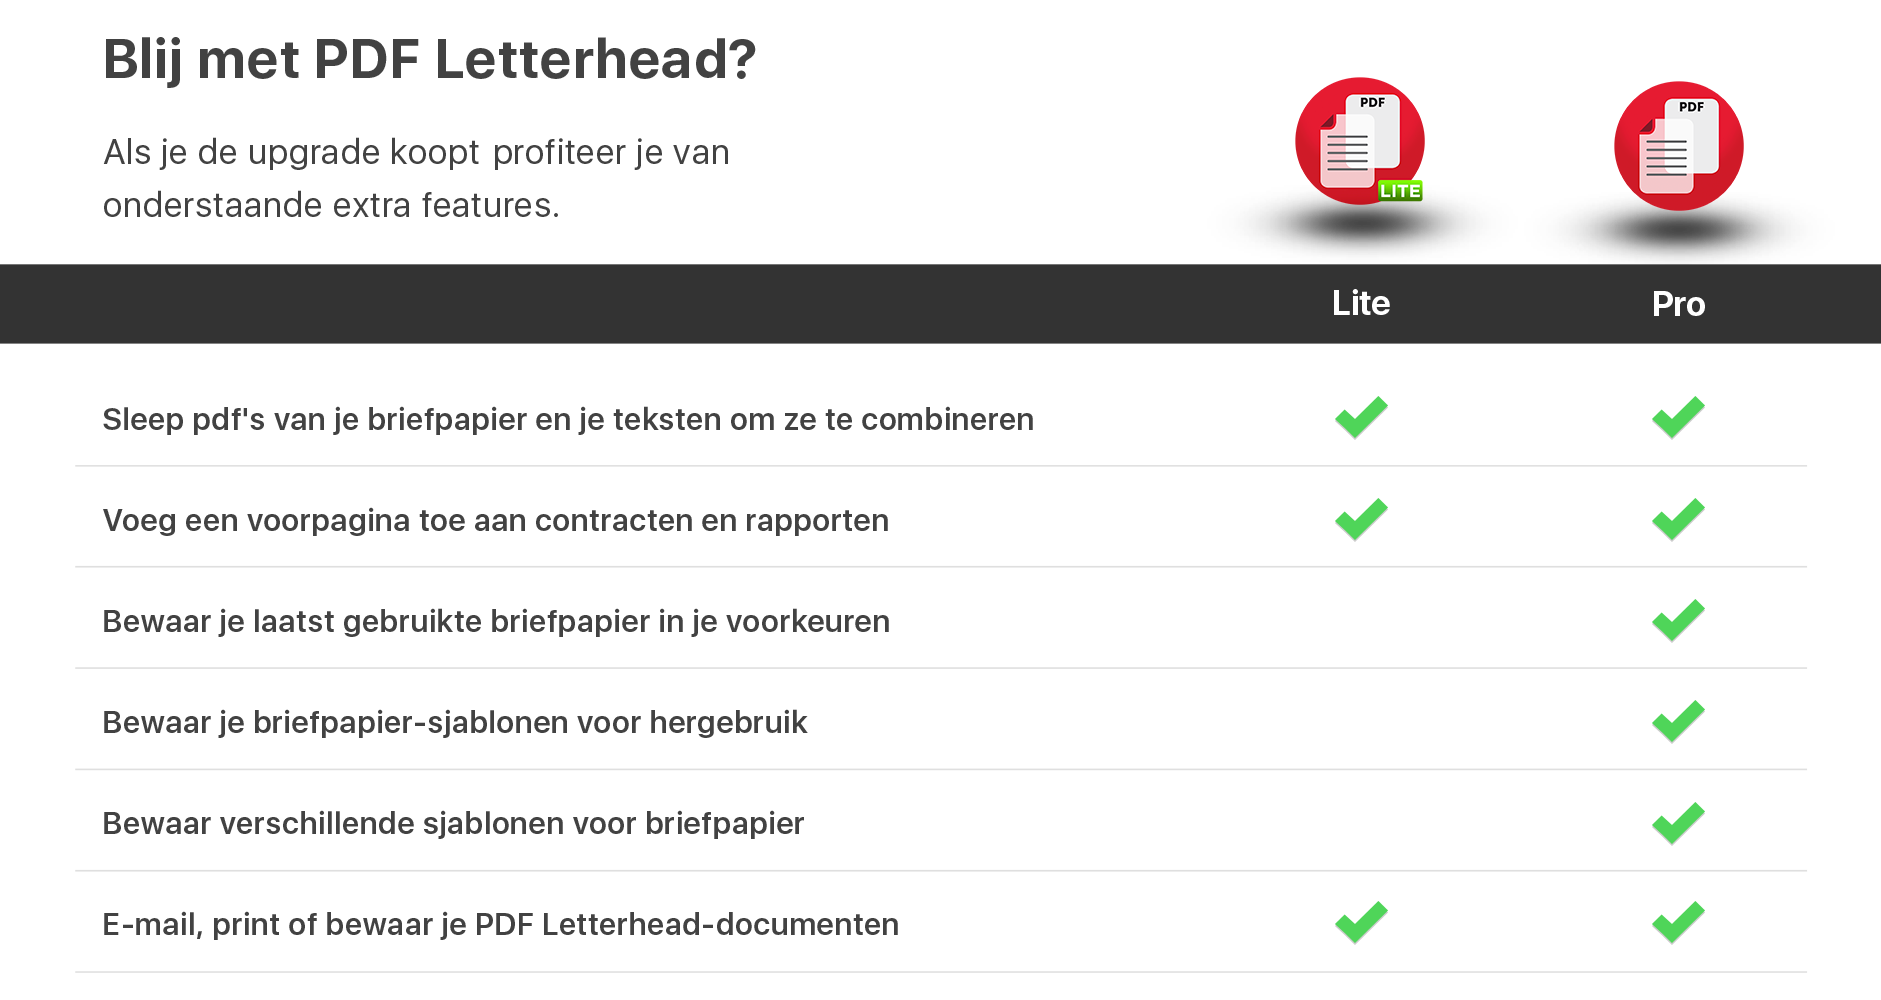 Blij met PDF Letterhead?
Als je de upgrade koopt profiteer je van
onderstaande extra features.
PDF
LITE
PDF
Lite
Pro
Sleep pdf's van je briefpapier en je teksten om ze te combineren
Voeg een voorpagina toe aan contracten en rapporten
Bewaar je laatst gebruikte briefpapier in je voorkeuren
Bewaar je briefpapier-sjablonen voor hergebruik
Bewaar verschillende sjablonen voor briefpapier
E-mail, print of bewaar je PDF Letterhead-documenten